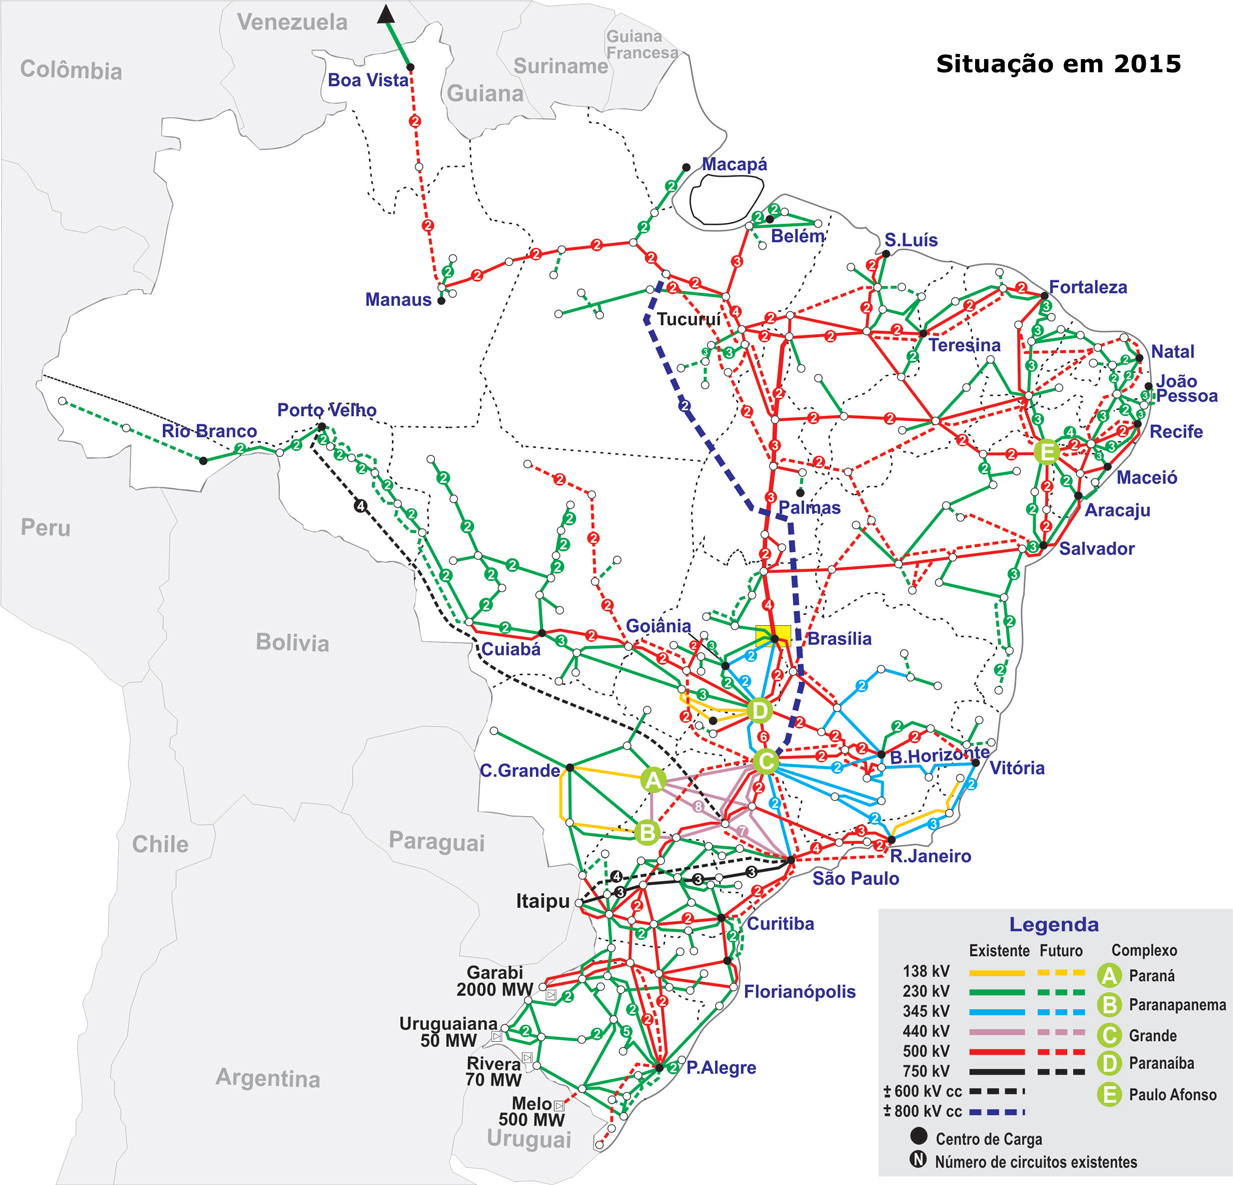 Situação em 2015
Venezuela
Guiana
Francesa
Colômbia
Suriname
Boa Vista
Guiana
Macapá
Belém
S.Luís
Manaus
Fortaleza
Tucuruí
Teresina
Natal
João
Pessoa
Porto Velho
Rio Branco
Recife
E
Maceió
Palmas
Aracaju
Peru
Salvador
Goiânia
Brasília
Bolivia
Cuiabá
D
B.Horizonte
C
Vitória
C.Grande
A
B
Chile
Paraguai
R.Janeiro
São Paulo
Itaipu
Curitiba
Garabi
2000 MW
Florianópolis
Uruguaiana
50 MW
Rivera
70 MW
P.Alegre
Argentina
Melo
500 MW
Uruguai
Legenda
Existente Futuro Complexo
138 kV A Paraná
230 kV
345 kV B Paranapanema
440 kV C Grande
500 kV D Paranaíba
750 kV
±600 kV cc E Paulo Afonso
±800 kV cc
Centro de Carga
N Número de circuitos existentes